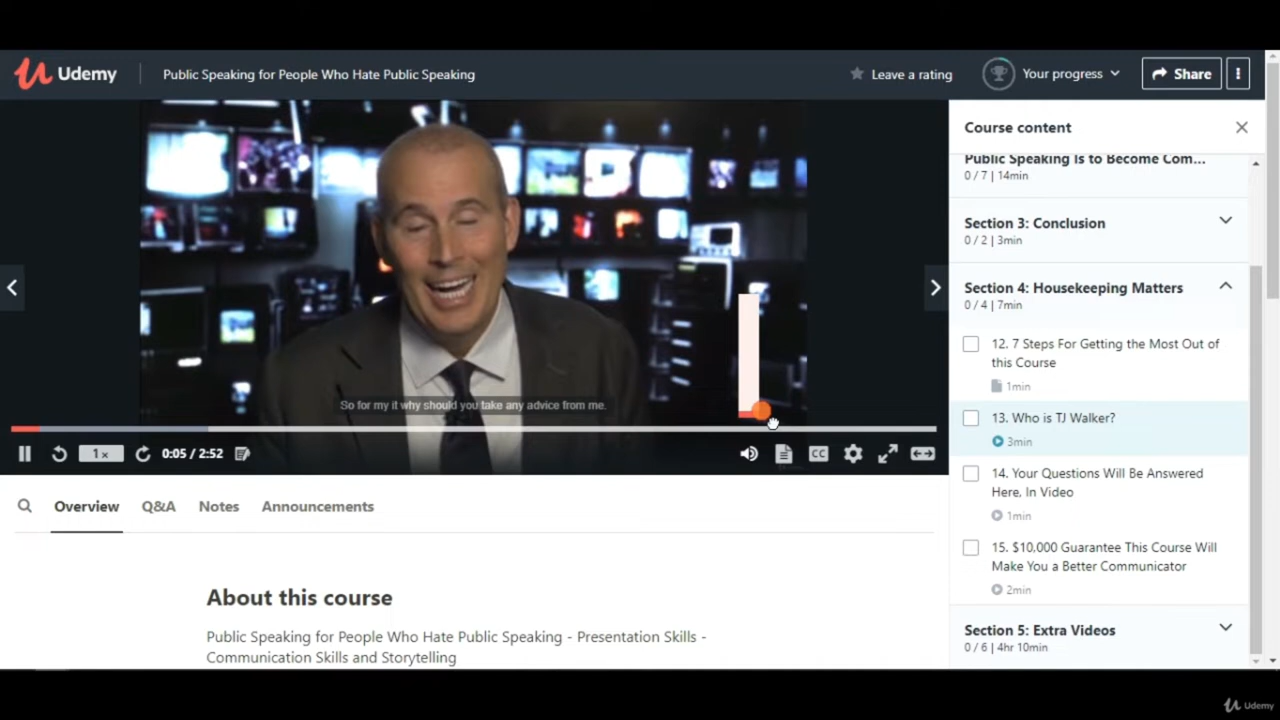 Udemy
Public Speaking for People Who Hate Public Speaking
Leave a rating
Your progress
Share
So for my it why should you take any advice from me.
1×
0:05 / 2:52
CC
Overview
Q&A
Notes
Announcements
About this course
Public Speaking for People Who Hate Public Speaking - Presentation Skills -
Communication Skills and Storytelling
Course content
Public Speaking Is to Become Com...
0 / 7 | 14min
Section 3: Conclusion
0 / 2 | 3min
Section 4: Housekeeping Matters
0 / 4 | 7min
12. 7 Steps For Getting the Most Out of
this Course
1min
13. Who is TJ Walker?
3min
14. Your Questions Will Be Answered
Here, In Video
1min
15. $10,000 Guarantee This Course Will
Make You a Better Communicator
2min
Section 5: Extra Videos
0 / 6 | 4hr 10min
Udemy